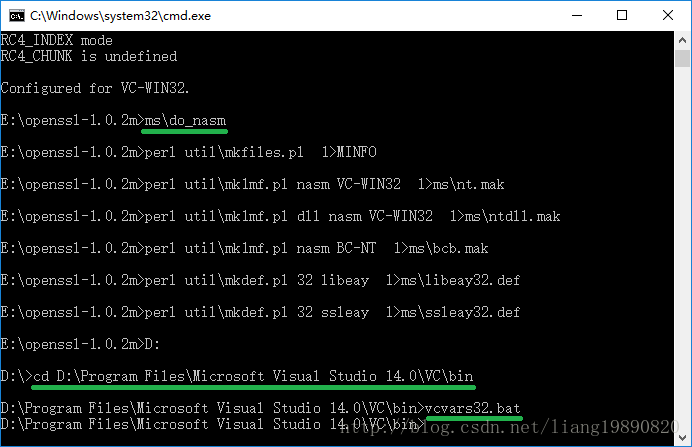 C:\Windows\system32\cmd.exe
RC4_INDEX mode
RC4_CHUNK is undefined
Configured for VC-WIN32.
E:\openssl-1.0.2m>ms\do_nasm
E:\openssl-1.0.2m>perl util\mkfiles.pl  1>MINFO
E:\openssl-1.0.2m>perl util\mk1mf.pl nasm VC-WIN32  1>ms\nt.mak
E:\openssl-1.0.2m>perl util\mk1mf.pl dll nasm VC-WIN32  1>ms\ntdll.mak
E:\openssl-1.0.2m>perl util\mk1mf.pl nasm BC-NT  1>ms\bcb.mak
E:\openssl-1.0.2m>perl util\mkdef.pl 32 libeay  1>ms\libeay32.def
E:\openssl-1.0.2m>perl util\mkdef.pl 32 ssleay  1>ms\ssleay32.def
E:\openssl-1.0.2m>D:
D:\>cd D:\Program Files\Microsoft Visual Studio 14.0\VC\bin
D:\Program Files\Microsoft Visual Studio 14.0\VC\bin>vcvars32.bat
D:\Program Files\Microsoft Visual Studio 14.0\VC\bin>
http://blog.csdn.net/liang19890820